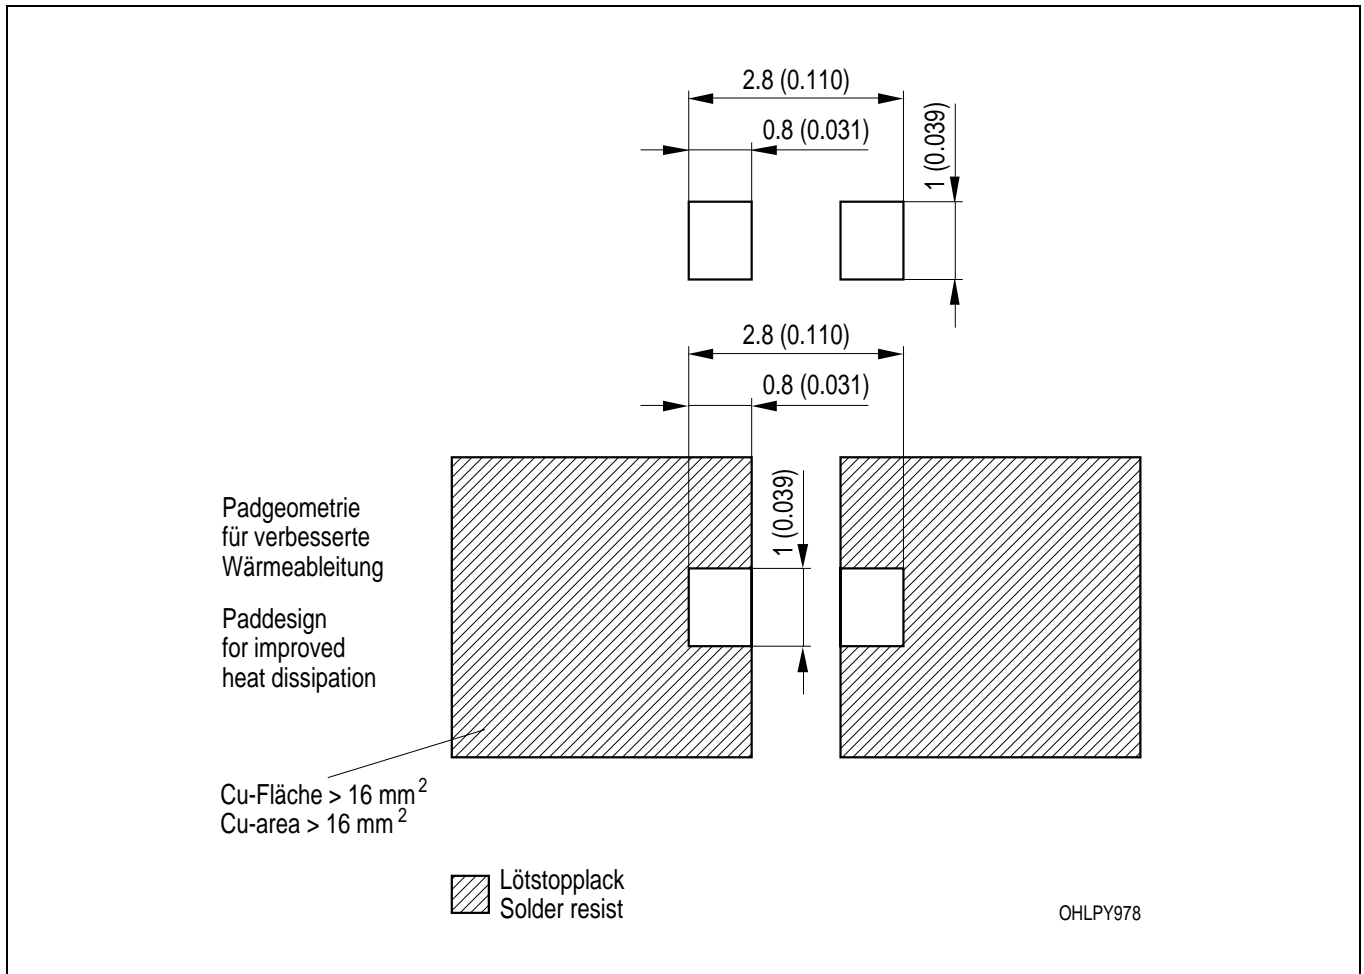 2.8 (0.110)
0.8 (0.031)
1 (0.039)
2.8 (0.110)
0.8 (0.031)
1 (0.039)
Padgeometrie
für verbesserte
Wärmeableitung
Paddesign
for improved
heat dissipation
Cu-Fläche > 16 mm²
Cu-area > 16 mm²
Lötstopplack
Solder resist
OHLPY978